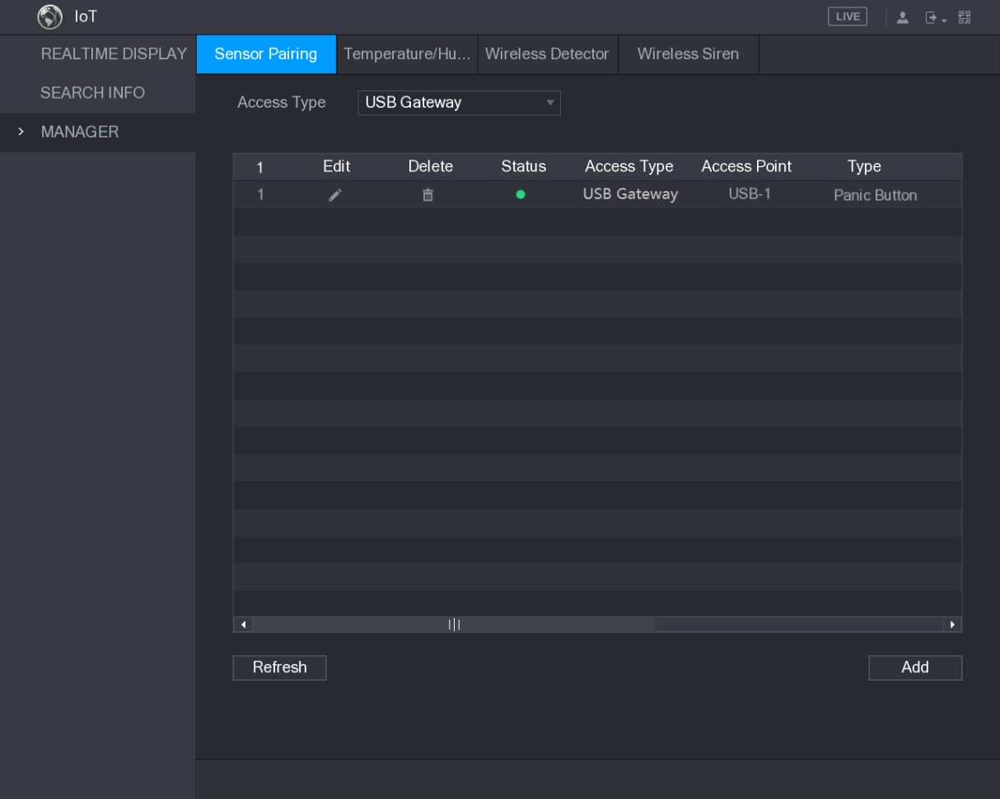 IoT LIVE
REALTIME DISPLAY
SEARCH INFO
MANAGER
Sensor Pairing Temperature/Hu... Wireless Detector Wireless Siren
Access Type USB Gateway
1 Edit Delete Status Access Type Access Point Type
1 USB Gateway USB-1 Panic Button
Refresh Add